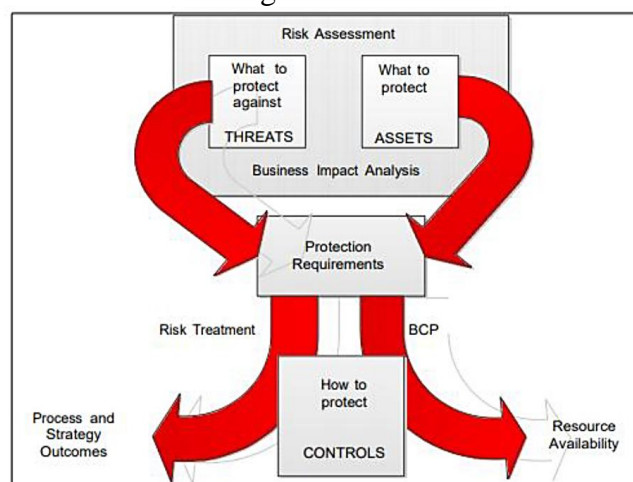 Risk Assessment
What to
protect
against
THREATS
What to
protect
ASSETS
Business Impact Analysis
Protection
Requirements
Risk Treatment
BCP
How to
protect
CONTROLS
Process and
Strategy
Outcomes
Resource
Availability